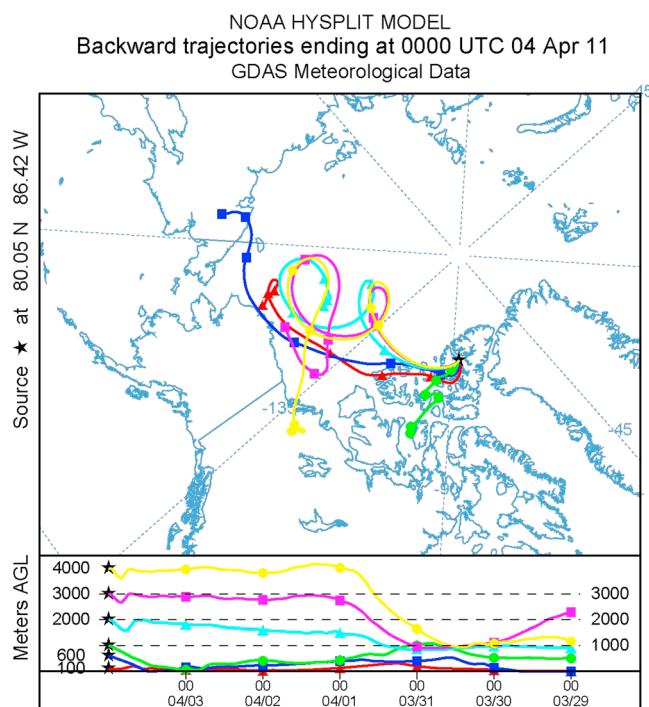 NOAA HYSPLIT MODEL
Backward trajectories ending at 0000 UTC 04 Apr 11
GDAS Meteorological Data
Source ★ at 80.05 N 86.42 W
45
-13
-90
-45
Meters AGL
4000
3000
2000
600
100
3000
2000
1000
00 00 00 00 00 00
04/03 04/02 04/01 03/31 03/30 03/29